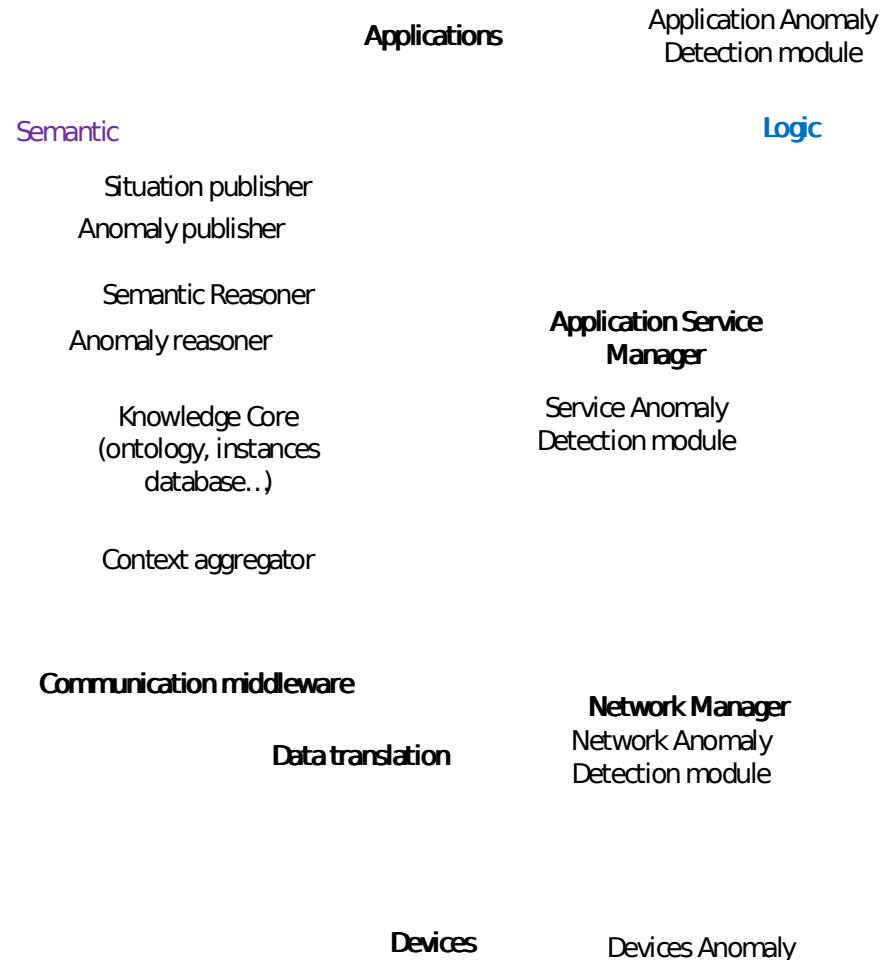 Applications
Application Anomaly
Detection module
Semantic
Logic
Situation publisher
Anomaly publisher
Semantic Reasoner
Anomaly reasoner
Application Service
Manager
Knowledge Core
(ontology, instances
database…)
Service Anomaly
Detection module
Context aggregator
Communication middleware
Data translation
Network Manager
Network Anomaly
Detection module
Devices
Devices Anomaly